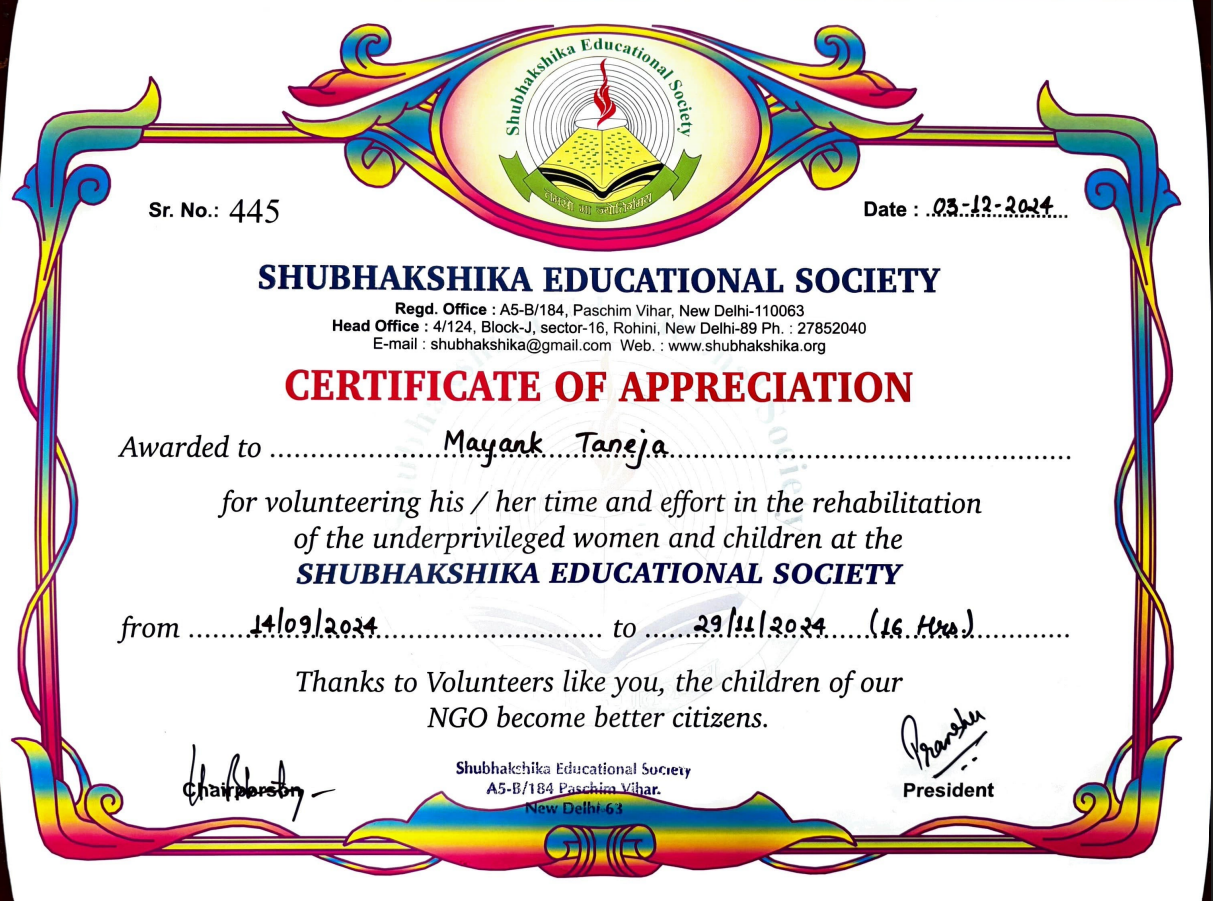 Shubhakshika Educational Society
तमसो मा ज्योतिर्गमय
Sr. No.: 445
Date : 03-12-2024
SHUBHAKSHIKA EDUCATIONAL SOCIETY
Regd. Office : A5-B/184, Paschim Vihar, New Delhi-110063
Head Office : 4/124, Block-J, sector-16, Rohini, New Delhi-89 Ph. : 27852040
E-mail : shubhakshika@gmail.com Web. : www.shubhakshika.org
CERTIFICATE OF APPRECIATION
Awarded to Mayank Taneja
for volunteering his / her time and effort in the rehabilitation
of the underprivileged women and children at the
SHUBHAKSHIKA EDUCATIONAL SOCIETY
from 14/09/2024 to 29/11/2024 (16 Hrs.)
Thanks to Volunteers like you, the children of our
NGO become better citizens.
Pranshu
Shubhakshika Educational Society
A5-B/184 Paschim Vihar.
New Delhi-63
Chairperson
President